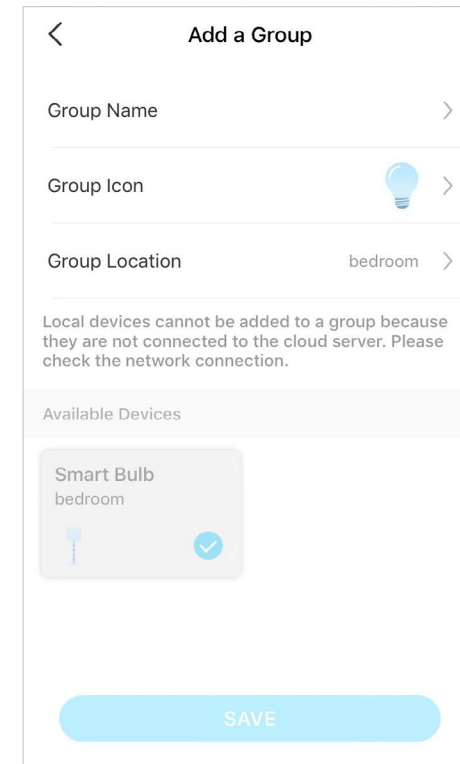 Add a Group
Group Name
Group Icon
Group Location bedroom
Local devices cannot be added to a group because
they are not connected to the cloud server. Please
check the network connection.
Available Devices
Smart Bulb
bedroom
SAVE